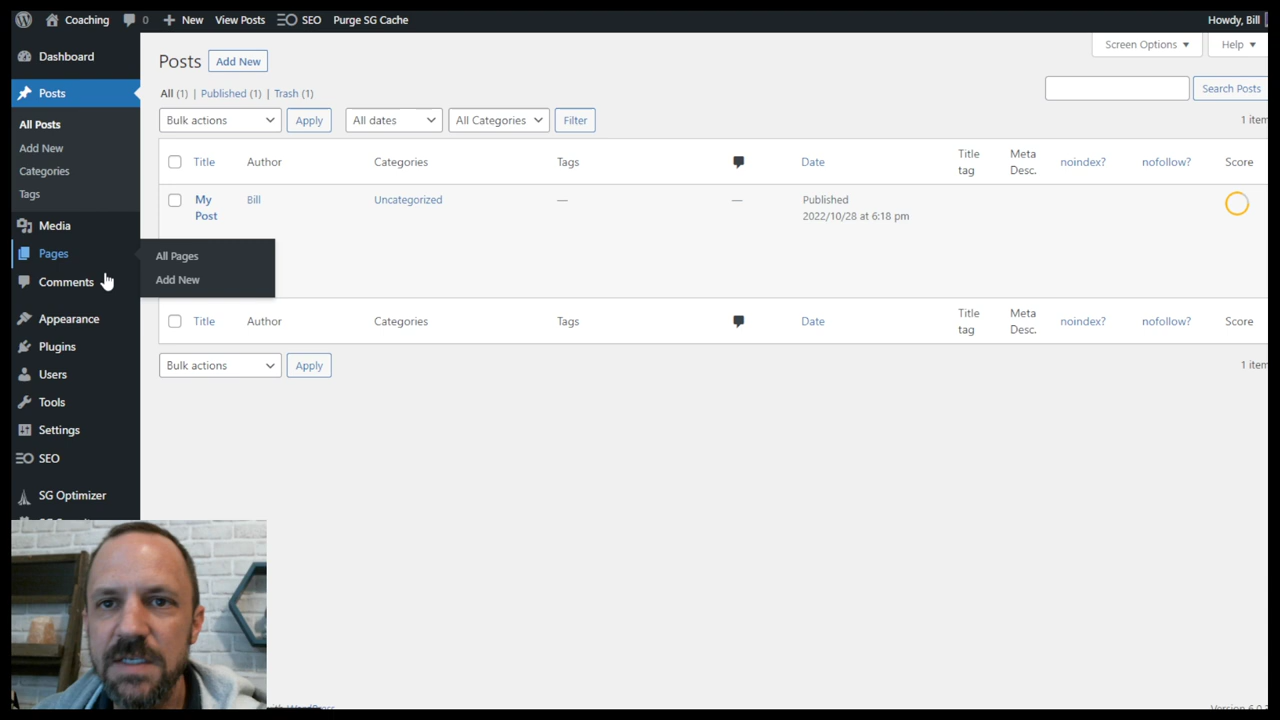 Coaching 0 New View Posts SEO Purge SG Cache Howdy, Bill
Dashboard
Posts
All Posts
Add New
Categories
Tags
Media
Pages
Comments
Appearance
Plugins
Users
Tools
Settings
SEO
SG Optimizer
All Pages
Add New
Screen Options Help
Posts Add New
All (1) | Published (1) | Trash (1)
Search Posts
Bulk actions Apply All dates All Categories Filter
1 item
Title Author Categories Tags Date Title tag Meta Desc. noindex? nofollow? Score
My Post Bill Uncategorized — — Published 2022/10/28 at 6:18 pm
Title Author Categories Tags Date Title tag Meta Desc. noindex? nofollow? Score
Bulk actions Apply
1 item